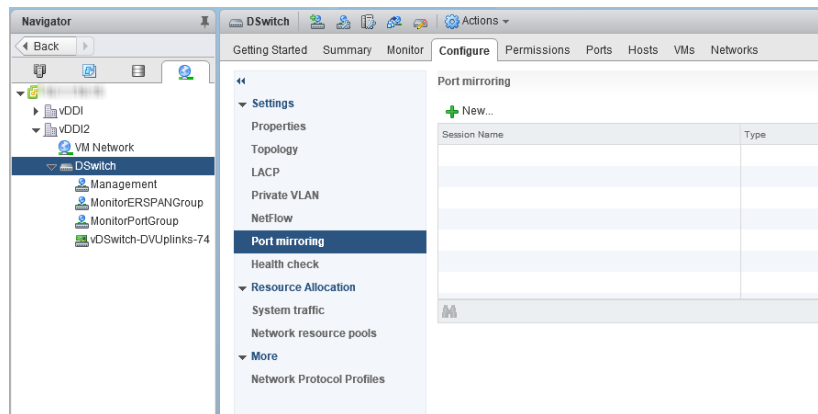 Navigator
Back
vDDI
vDDI2
VM Network
DSwitch
Management
MonitorERSPANGroup
MonitorPortGroup
vDSwitch-DVUplinks-74
DSwitch Actions
Getting Started Summary Monitor Configure Permissions Ports Hosts VMs Networks
Settings
Properties
Topology
LACP
Private VLAN
NetFlow
Port mirroring
Health check
Resource Allocation
System traffic
Network resource pools
More
Network Protocol Profiles
Port mirroring
New...
Session Name Type